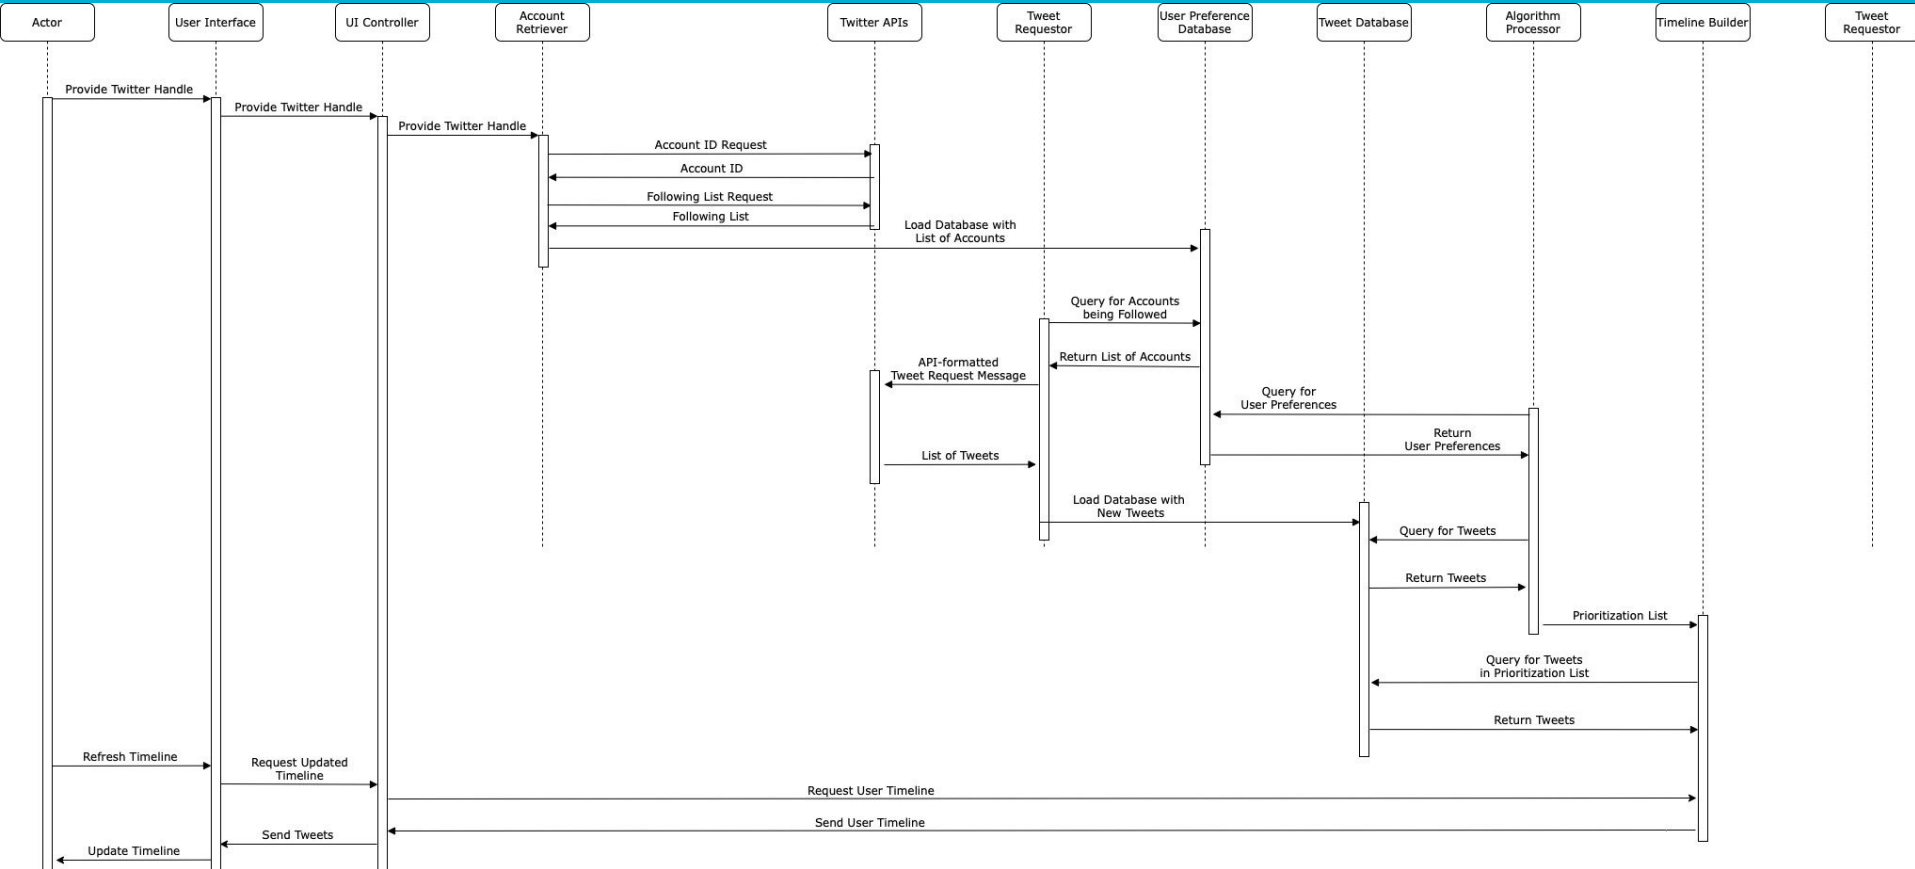 Actor
User Interface
UI Controller
Account
Retriever
Twitter APIs
Tweet
Requestor
User Preference
Database
Tweet Database
Algorithm
Processor
Timeline Builder
Tweet
Requestor
Provide Twitter Handle
Provide Twitter Handle
Provide Twitter Handle
Account ID Request
Account ID
Following List Request
Following List
Load Database with
List of Accounts
Query for Accounts
being Followed
Return List of Accounts
API-formatted
Tweet Request Message
Query for
User Preferences
Return
User Preferences
List of Tweets
Load Database with
New Tweets
Query for Tweets
Return Tweets
Prioritization List
Query for Tweets
in Prioritization List
Return Tweets
Refresh Timeline
Request Updated
Timeline
Request User Timeline
Send User Timeline
Send Tweets
Update Timeline